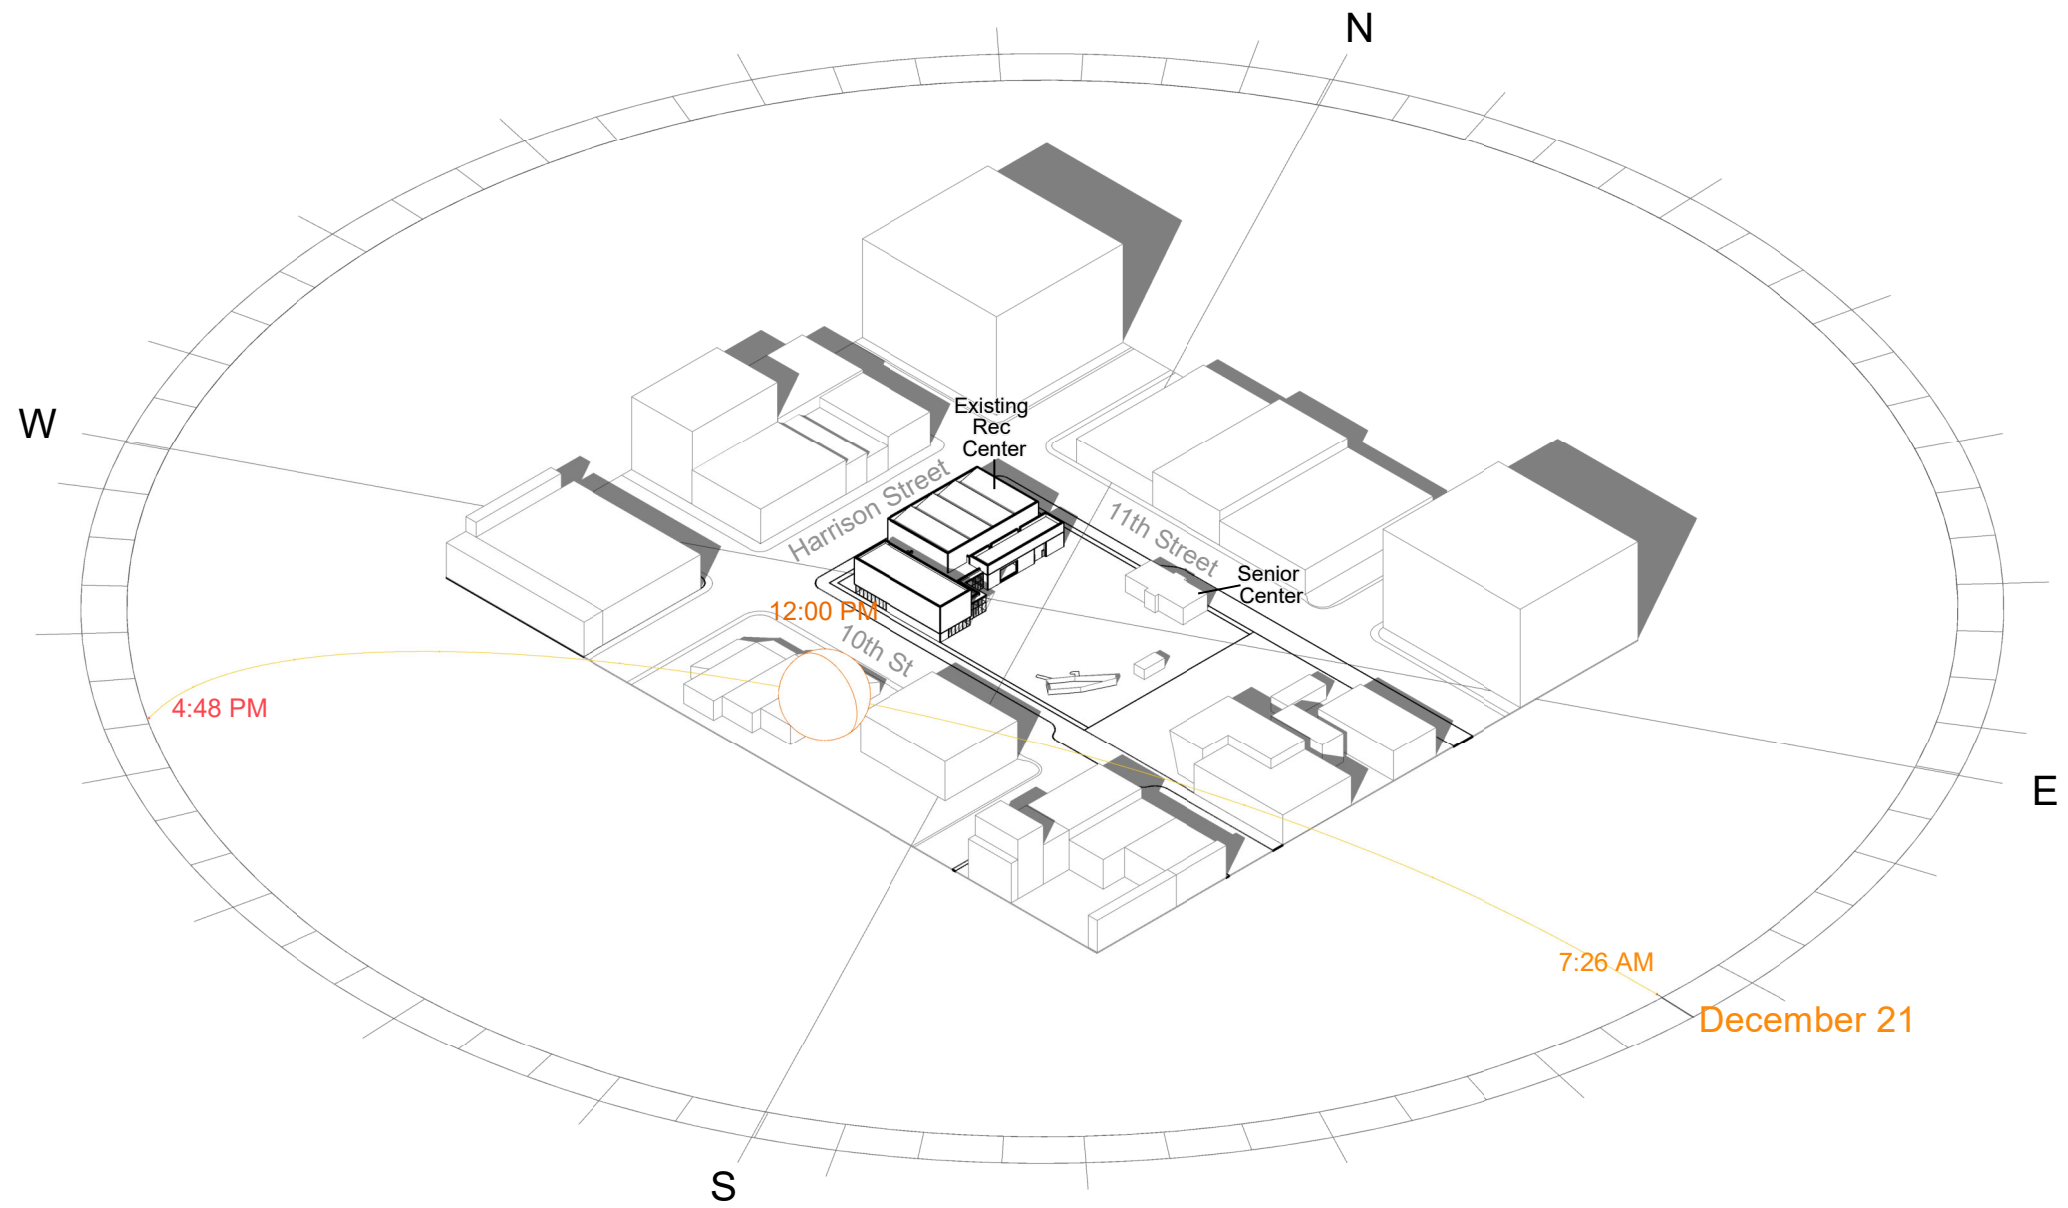 N
W
Existing
Rec
Center
Harrison Street
11th Street
Senior
Center
12:00 PM
10th St
4:48 PM
E
7:26 AM
December 21
S